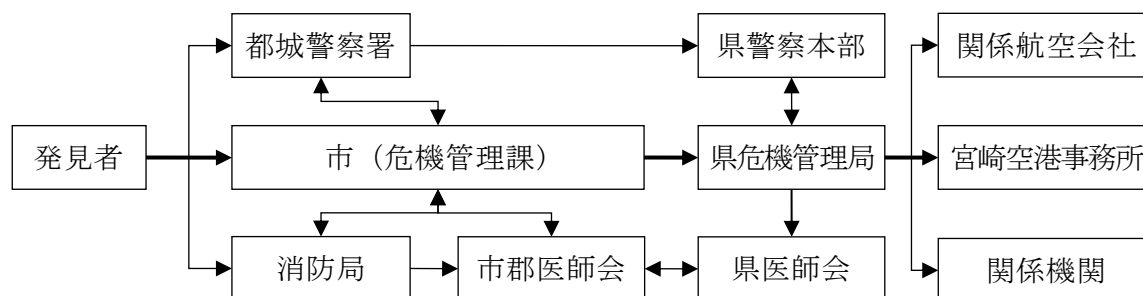 都城警察署
県警察本部
関係航空会社
発見者
市（危機管理課）
県危機管理局
宮崎空港事務所
消防局
市郡医師会
県医師会
関係機関